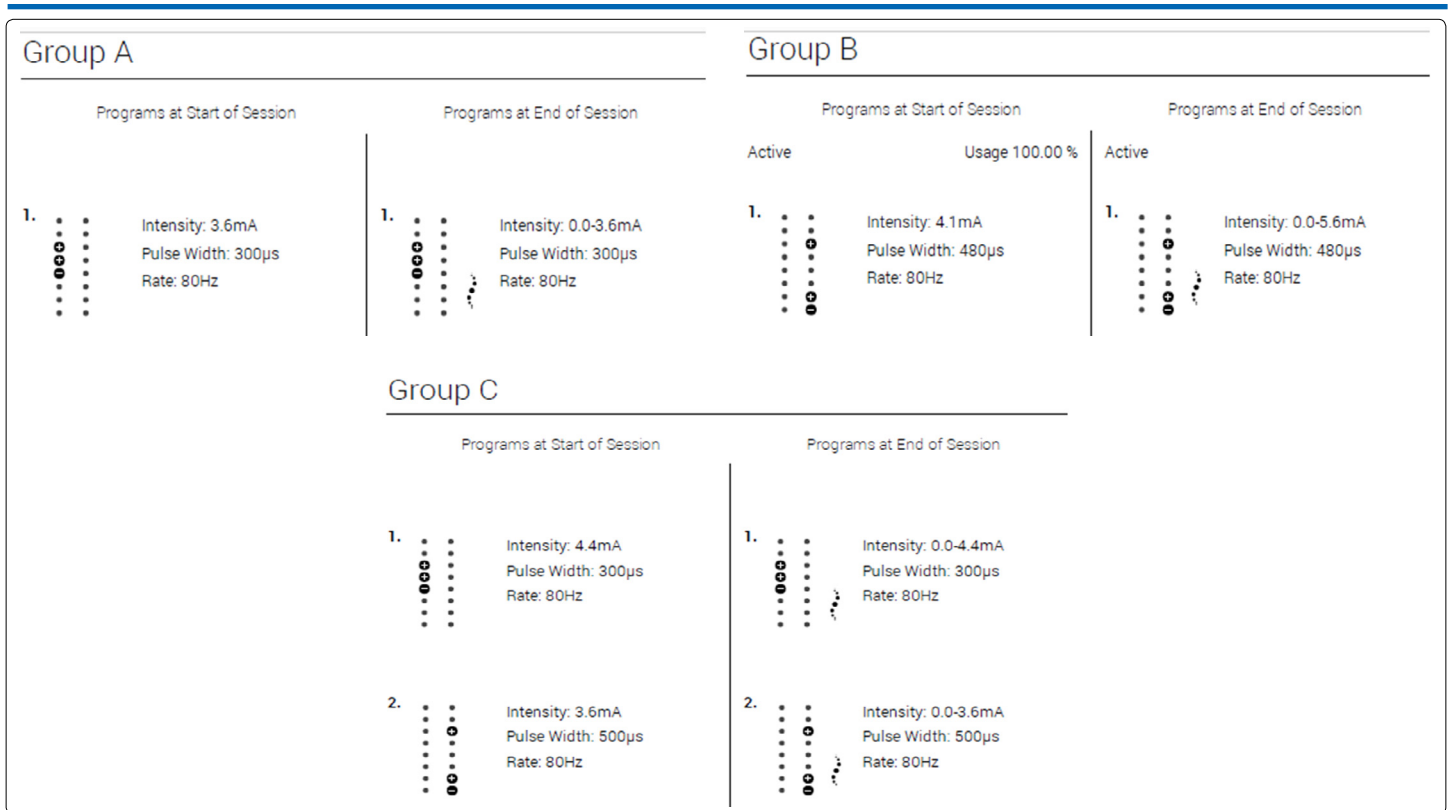 Group A
Programs at Start of Session
Programs at End of Session
1.
Intensity: 3.6mA
Pulse Width: 300µs
Rate: 80Hz
1.
Intensity: 0.0-3.6mA
Pulse Width: 300µs
Rate: 80Hz
Group B
Programs at Start of Session
Programs at End of Session
Active
Usage 100.00 %
Active
1.
Intensity: 4.1mA
Pulse Width: 480µs
Rate: 80Hz
1.
Intensity: 0.0-5.6mA
Pulse Width: 480µs
Rate: 80Hz
Group C
Programs at Start of Session
Programs at End of Session
1.
Intensity: 4.4mA
Pulse Width: 300µs
Rate: 80Hz
1.
Intensity: 0.0-4.4mA
Pulse Width: 300µs
Rate: 80Hz
2.
Intensity: 3.6mA
Pulse Width: 500µs
Rate: 80Hz
2.
Intensity: 0.0-3.6mA
Pulse Width: 500µs
Rate: 80Hz